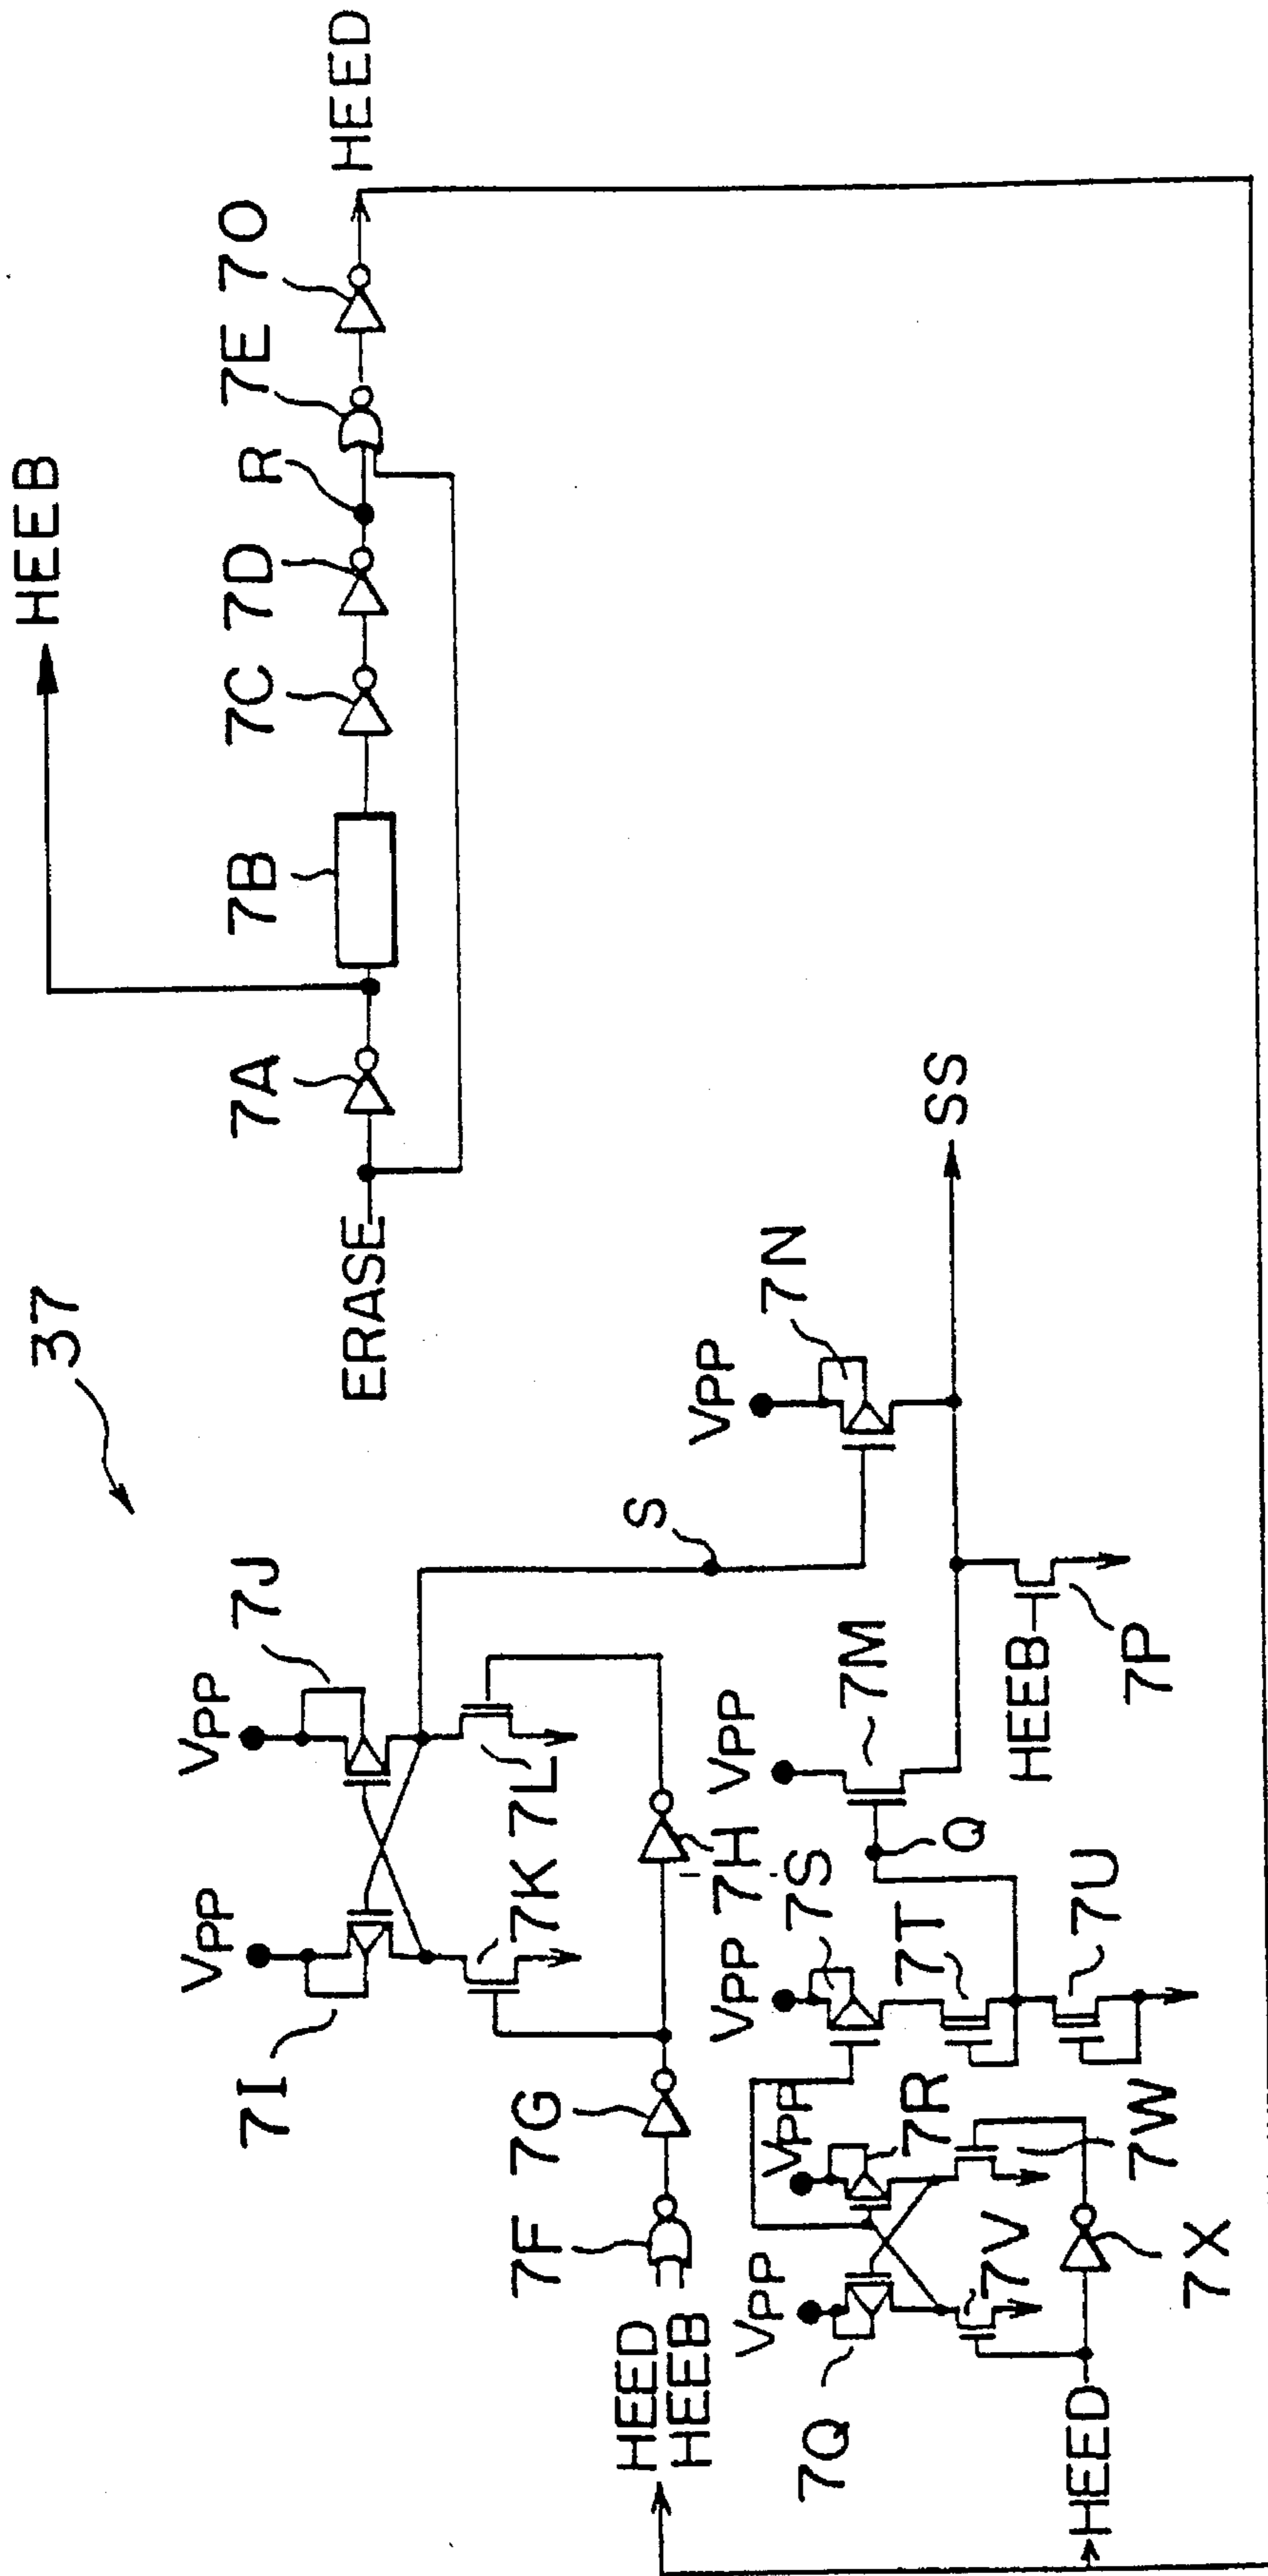 37
HEEB
VPP
VPP
7I
7J
7A
7B
7C
7D
R
7E
7O
ERASE
HEED
7F
7G
7K
7L
HEED
HEEB
7H
S
VPP
VPP
VPP
VPP
VPP
7N
7Q
7R
7S
7T
7M
Q
SS
7V
HEED
7X
7W
7U
HEEB
7P